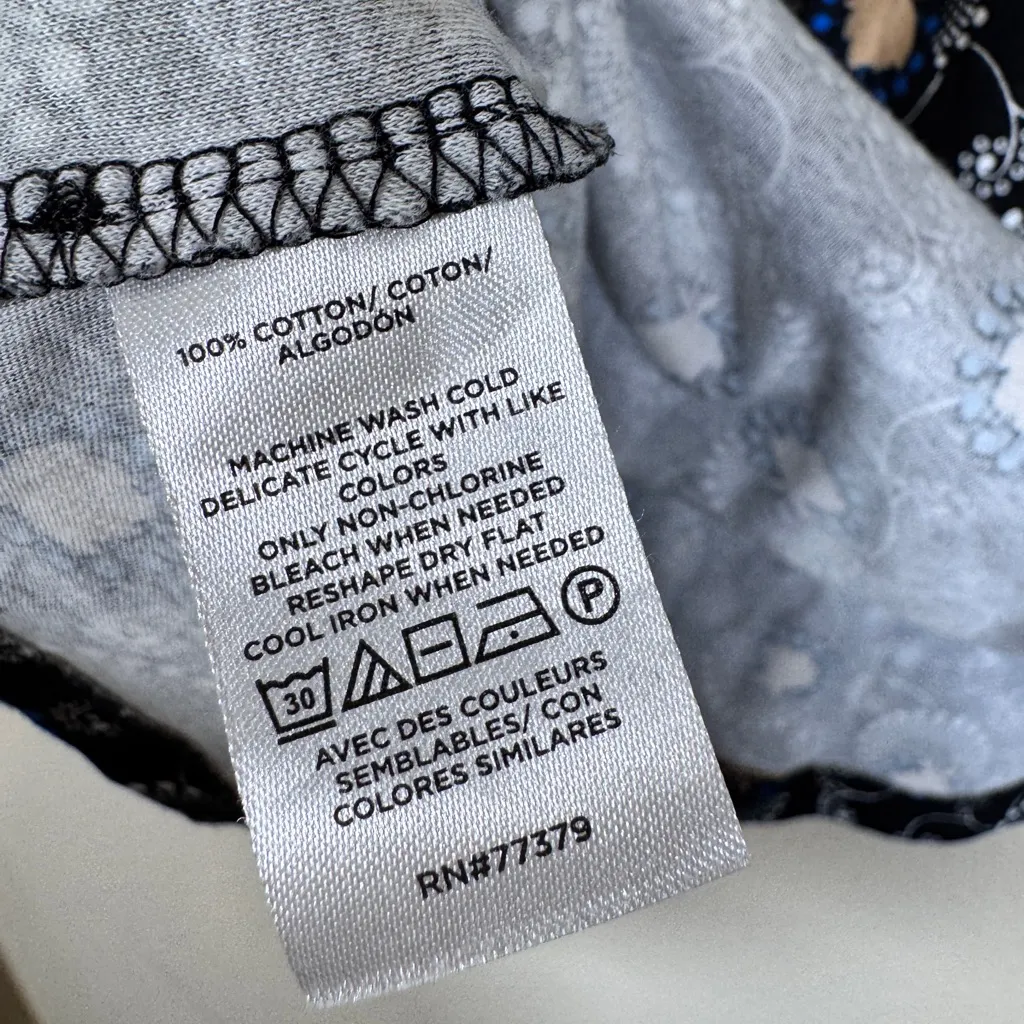 100% COTTON/ COTON/
ALGODÓN
MACHINE WASH COLD
DELICATE CYCLE WITH LIKE
COLORS
ONLY NON-CHLORINE
BLEACH WHEN NEEDED
RESHAPE DRY FLAT
COOL IRON WHEN NEEDED
30 P
AVEC DES COULEURS
SEMBLABLES/ CON
COLORES SIMILARES
RN#77379